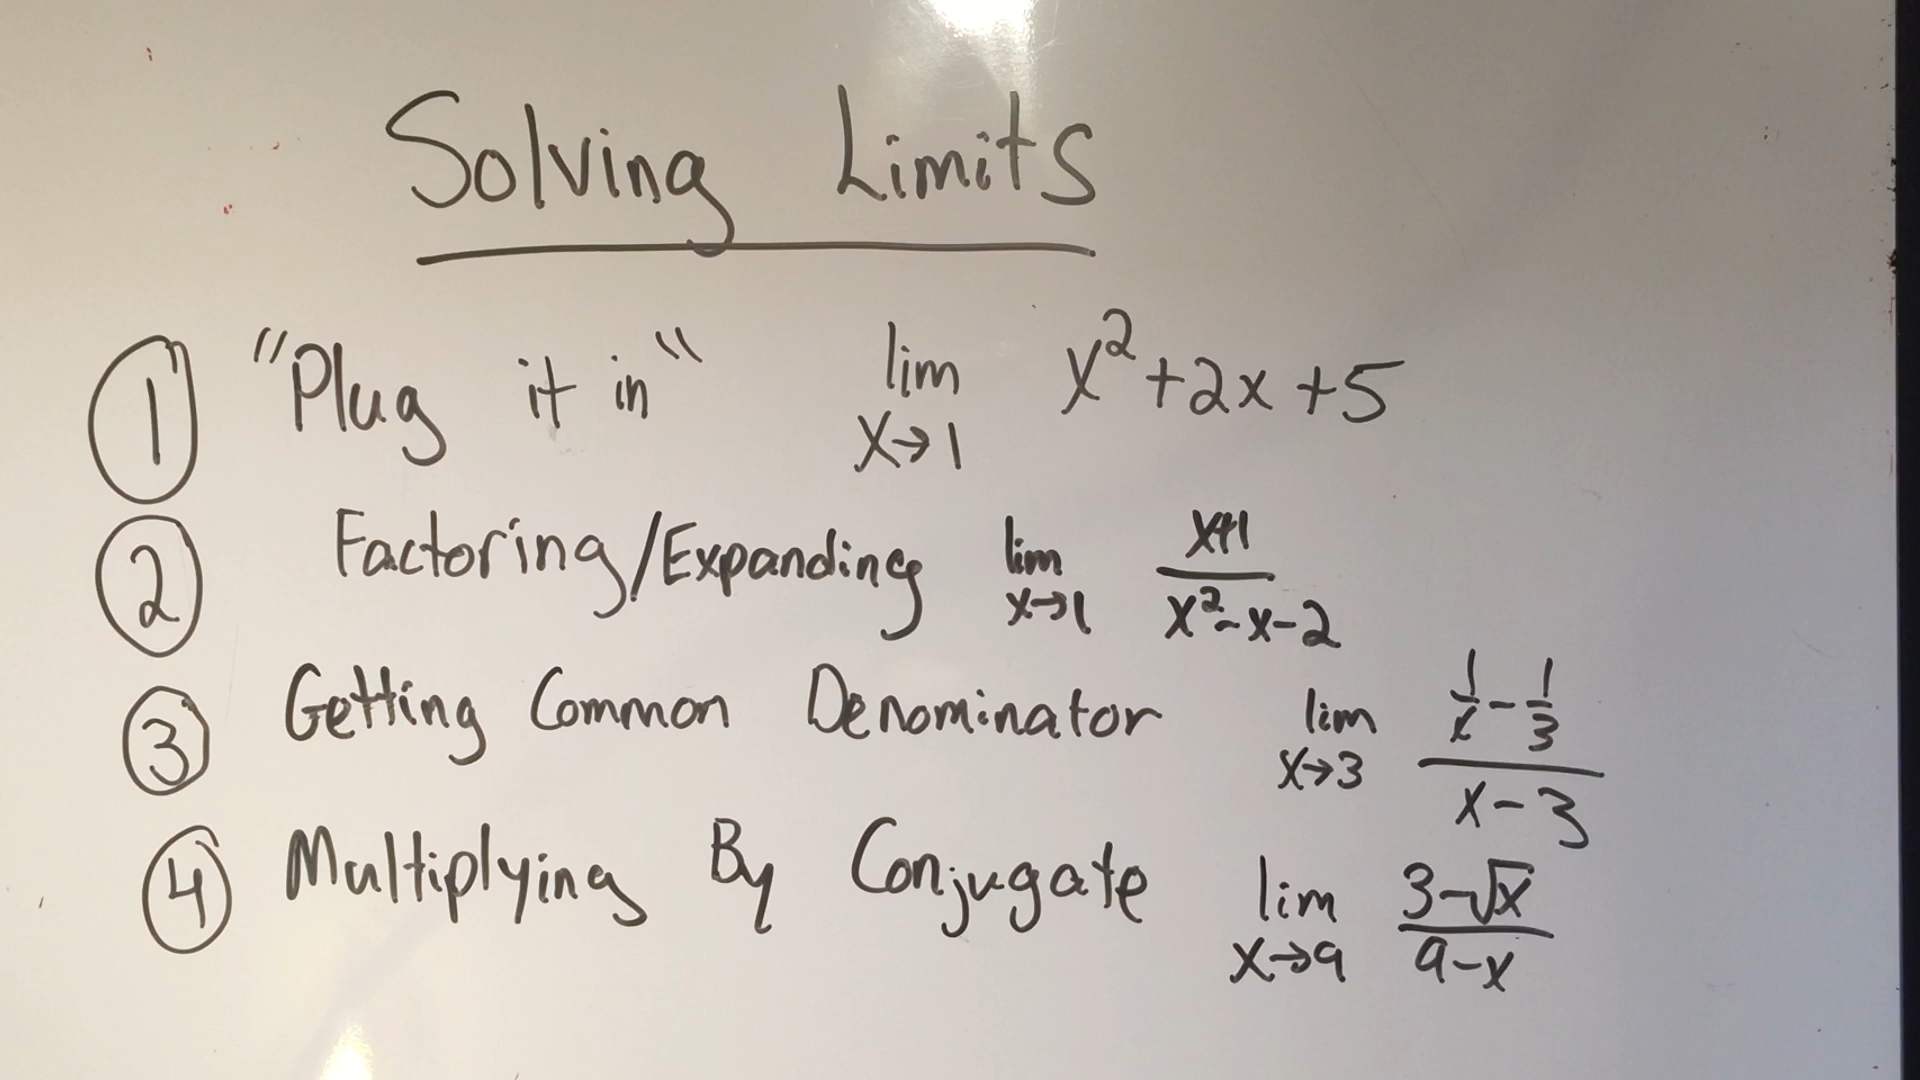 Solving Limits
① "Plug it in" lim x→1 x²+2x+5
② Factoring/Expanding lim x→1 x+1 / x²-x-2
③ Getting Common Denominator lim x→3 (1/x - 1/3) / x-3
④ Multiplying By Conjugate lim x→9 3-√x / 9-x